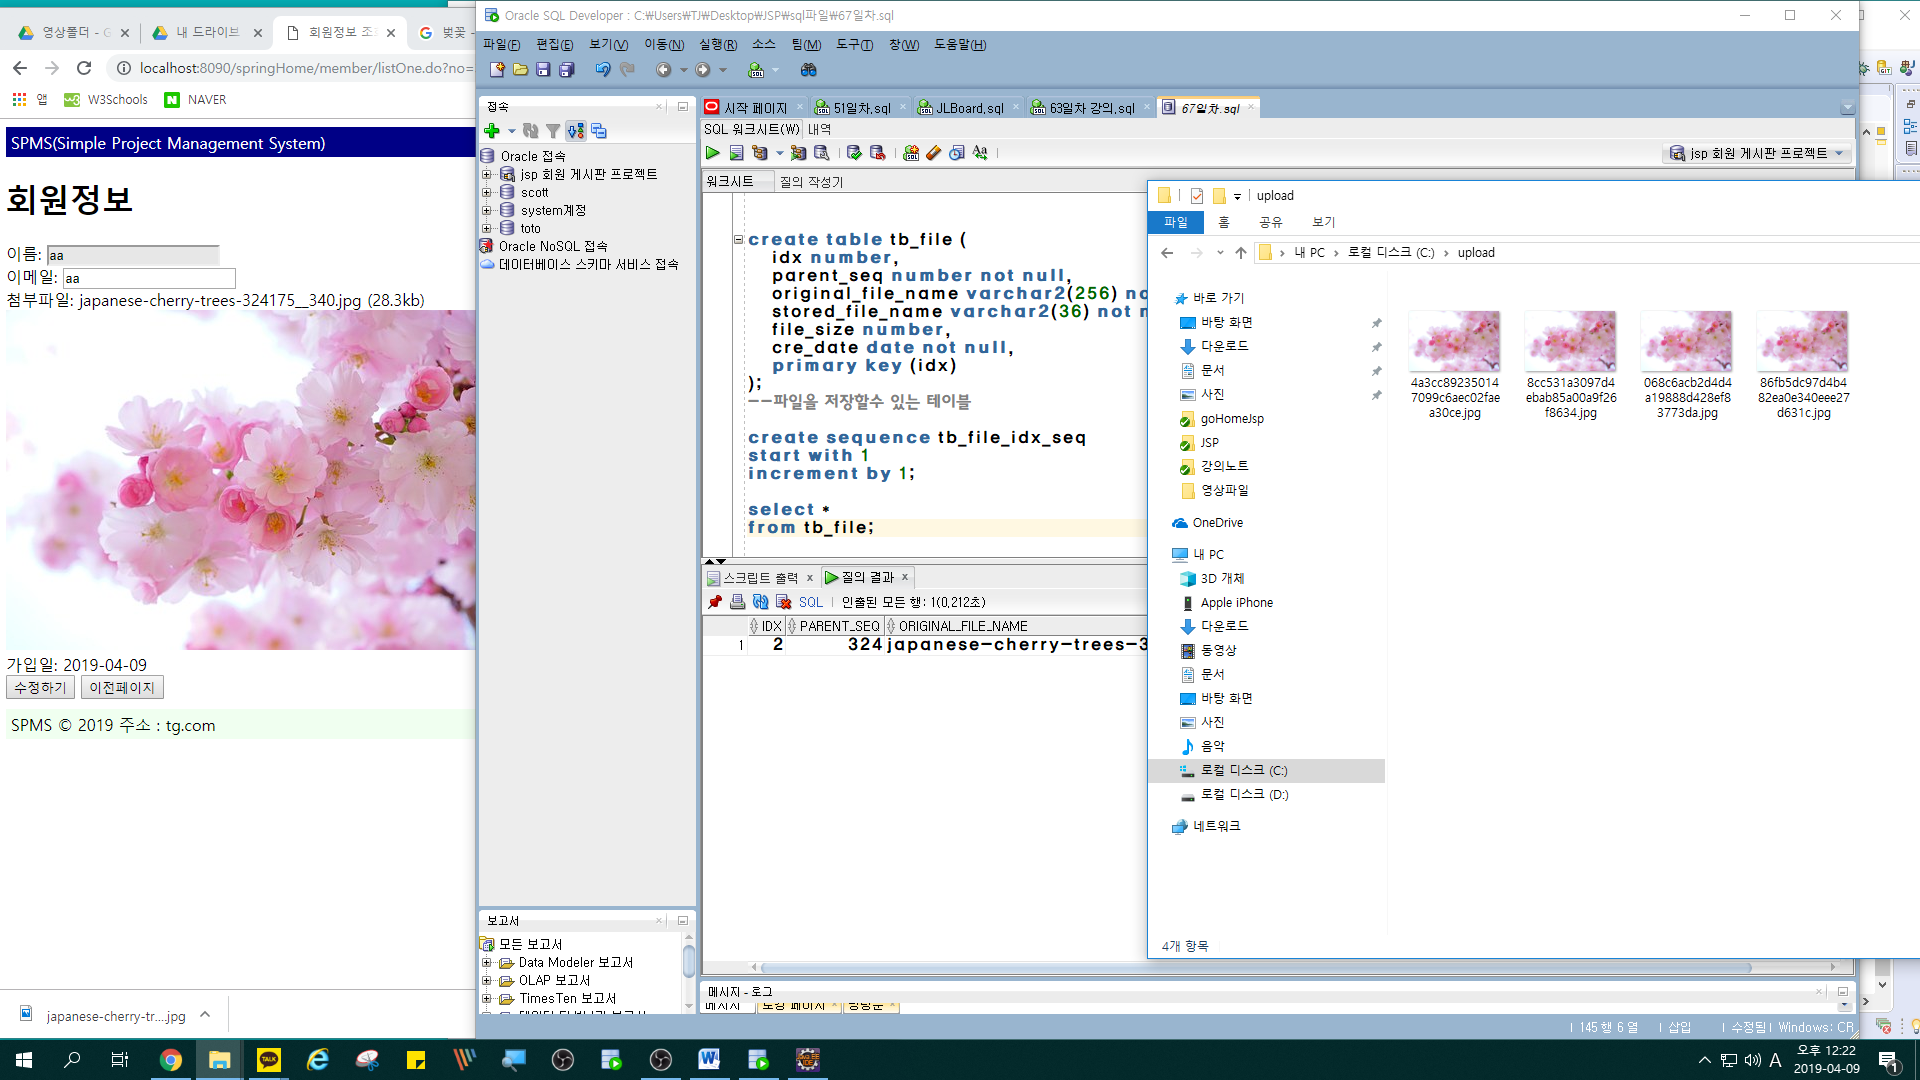 영상폴더 - G
내 드라이브
회원정보 조
벚꽃 -
localhost:8090/springHome/member/listOne.do?no=
앱
W3Schools
NAVER
SPMS(Simple Project Management System)
회원정보
이름: aa
이메일: aa
첨부파일: japanese-cherry-trees-324175__340.jpg (28.3kb)
가입일: 2019-04-09
수정하기 이전페이지
SPMS © 2019 주소 : tg.com
japanese-cherry-tr....jpg
Oracle SQL Developer : C:₩Users₩TJ₩Desktop₩JSP₩sql파일₩67일차.sql
파일(F) 편집(E) 보기(V) 이동(N) 실행(R) 소스 팀(M) 도구(T) 창(W) 도움말(H)
접속
Oracle 접속
jsp 회원 게시판 프로젝트
scott
system계정
toto
Oracle NoSQL 접속
데이터베이스 스키마 서비스 접속
보고서
모든 보고서
Data Modeler 보고서
OLAP 보고서
TimesTen 보고서
시작 페이지
51일차.sql
JLBoard.sql
63일차 강의.sql
67일차.sql
SQL 워크시트(W) 내역
jsp 회원 게시판 프로젝트
워크시트 질의 작성기
create table tb_file (
idx number,
parent_seq number not null,
original_file_name varchar2(256) no
stored_file_name varchar2(36) not n
file_size number,
cre_date date not null,
primary key (idx)
);
--파일을 저장할수 있는 테이블
create sequence tb_file_idx_seq
start with 1
increment by 1;
select *
from tb_file;
스크립트 출력 질의 결과
SQL 인출된 모든 행: 1(0,212초)
IDX PARENT_SEQ ORIGINAL_FILE_NAME
1 2 324 japanese-cherry-trees-3
메시지 - 로그
메시지 로깅 페이지
145 행 6 열 삽입 수정됨 Windows: CR
upload
파일 홈 공유 보기
내 PC 로컬 디스크 (C:) upload
바로 가기
바탕 화면
다운로드
문서
사진
goHomeJsp
JSP
강의노트
영상파일
OneDrive
내 PC
3D 개체
Apple iPhone
다운로드
동영상
문서
바탕 화면
사진
음악
로컬 디스크 (C:)
로컬 디스크 (D:)
네트워크
4a3cc89235014
7099c6aec02fae
a30ce.jpg
8cc531a3097d4
ebab85a00a9f26
f8634.jpg
068c6acb2d4d4
a19888d428ef8
3773da.jpg
86fb5dc97d4b4
82ea0e340eee27
d631c.jpg
4개 항목
TALK
A
오후 12:22
2019-04-09
1